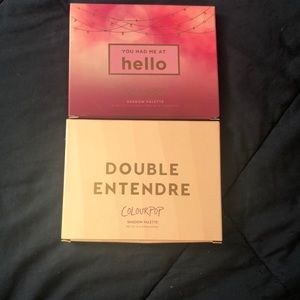 YOU HAD ME AT
hello
SHADOW PALETTE
DOUBLE
ENTENDRE
COLOURPOP
SHADOW PALETTE